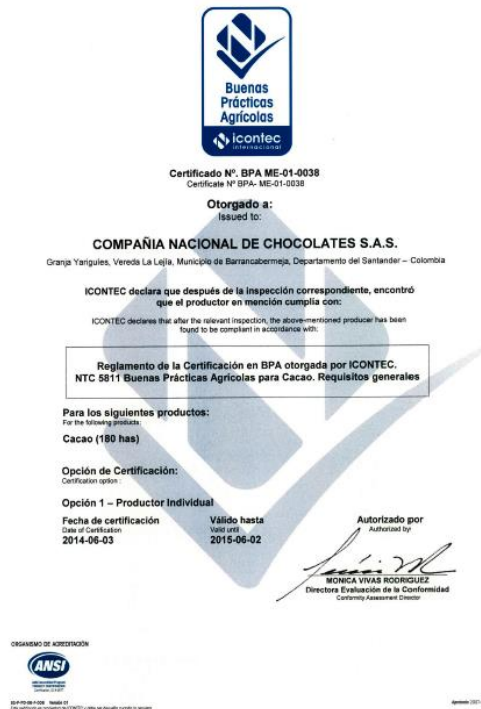 Buenas
Prácticas
Agrícolas
icontec
internacional
Certificado Nº. BPA ME-01-0038
Certificate Nº BPA- ME-01-0038
Otorgado a:
Issued to:
COMPAÑIA NACIONAL DE CHOCOLATES S.A.S.
Granja Yariguies, Vereda La Lejía, Municipio de Barrancabermeja, Departamento del Santander – Colombia
ICONTEC declara que después de la inspección correspondiente, encontró
que el productor en mención cumplía con:
ICONTEC declares that after the relevant inspection, the above-mentioned producer has been
found to be compliant in accordance with:
Reglamento de la Certificación en BPA otorgada por ICONTEC.
NTC 5811 Buenas Prácticas Agrícolas para Cacao. Requisitos generales
Para los siguientes productos:
For the following products:
Cacao (180 has)
Opción de Certificación:
Certification option :
Opción 1 – Productor Individual
Fecha de certificación
Date of Certification
2014-06-03
Válido hasta
Valid until
2015-06-02
Autorizado por
Authorized by
MONICA VIVAS RODRIGUEZ
Directora Evaluación de la Conformidad
Conformity Assessment Director
ORGANISMO DE ACREDITACIÓN
ANSI